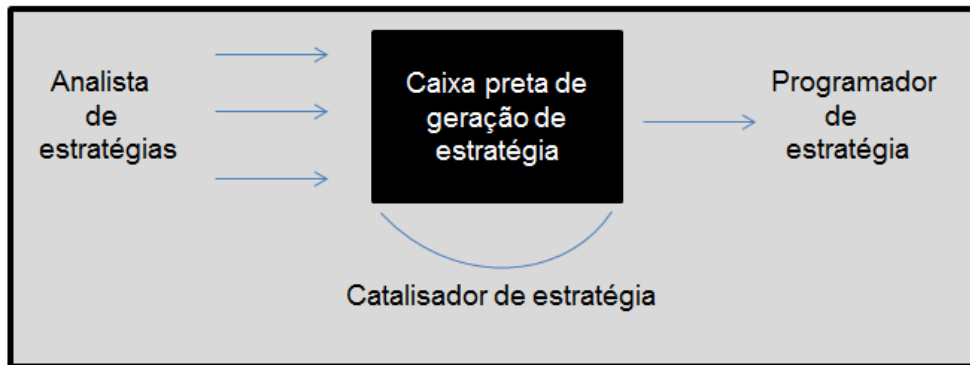 Analista
de
estratégias
Caixa preta de
geração de
estratégia
Programador
de
estratégia
Catalisador de estratégia